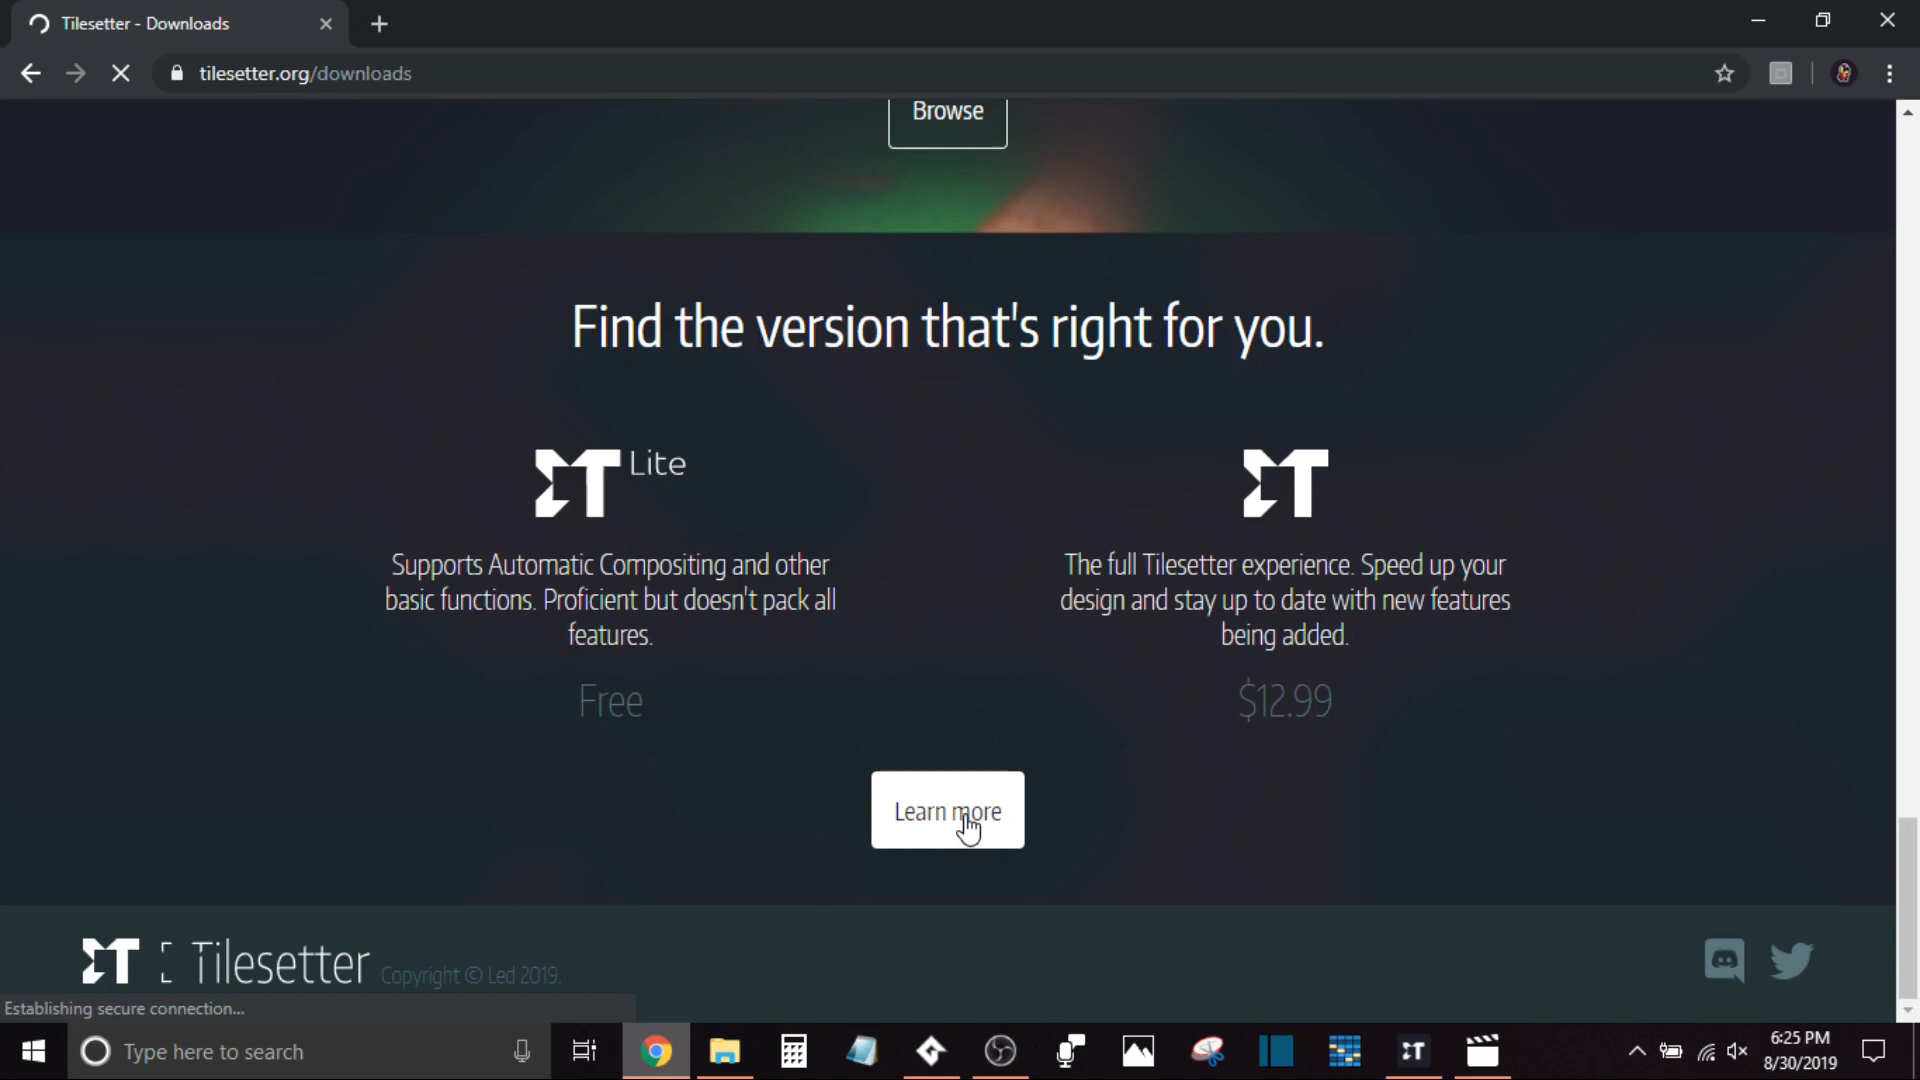 Tilesetter - Downloads
tilesetter.org/downloads
Browse
Find the version that's right for you.
Lite
Supports Automatic Compositing and other
basic functions. Proficient but doesn't pack all
features.
Free
The full Tilesetter experience. Speed up your
design and stay up to date with new features
being added.
$12.99
Learn more
Tilesetter Copyright © Led 2019.
Establishing secure connection...
Type here to search
6:25 PM
8/30/2019